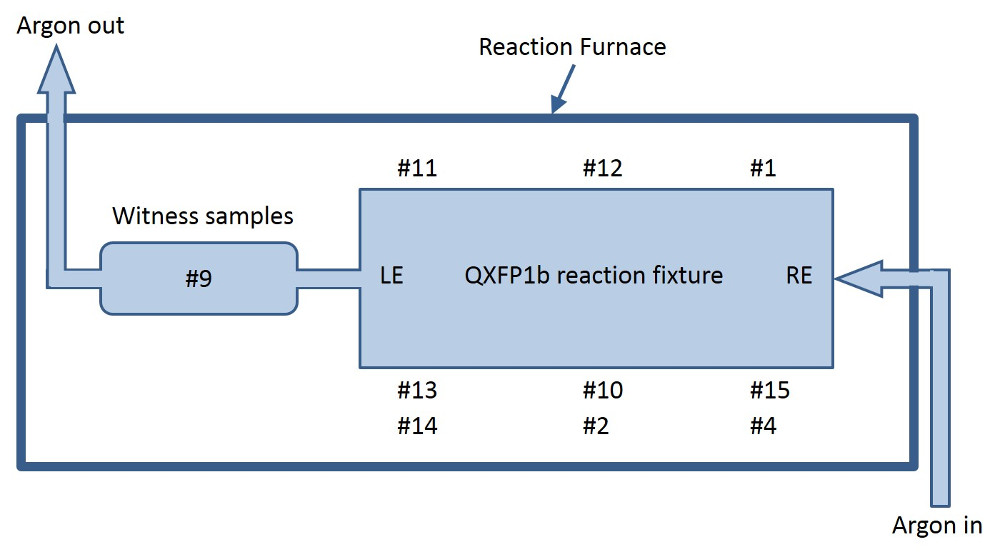 Argon out
Reaction Furnace
#11 #12 #1
Witness samples
#9
LE QXFP1b reaction fixture RE
#13 #10 #15
#14 #2 #4
Argon in